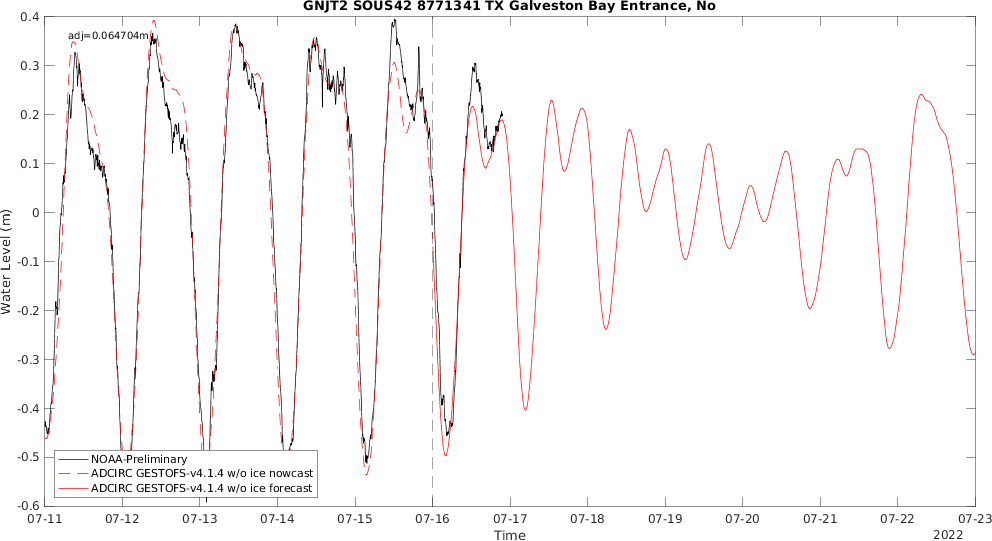 GNJT2 SOUS42 8771341 TX Galveston Bay Entrance, No
adj=0.064704m
Water Level (m)
0.4
0.3
0.2
0.1
0
-0.1
-0.2
-0.3
-0.4
-0.5
-0.6
NOAA-Preliminary
ADCIRC GESTOFS-v4.1.4 w/o ice nowcast
ADCIRC GESTOFS-v4.1.4 w/o ice forecast
07-11 07-12 07-13 07-14 07-15 07-16 07-17 07-18 07-19 07-20 07-21 07-22 07-23
Time
2022